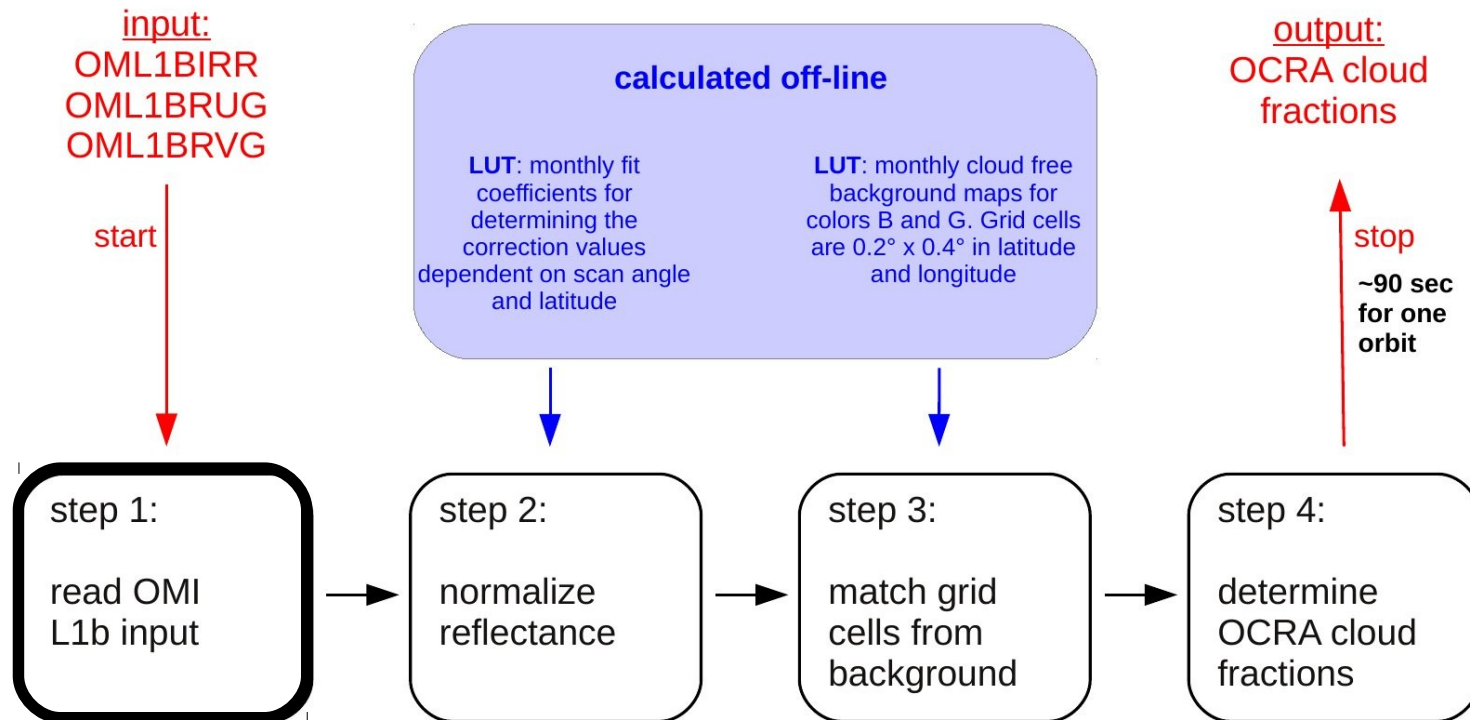 input:
OML1BIRR
OML1BRUG
OML1BRVG
start
calculated off-line
LUT: monthly fit
coefficients for
determining the
correction values
dependent on scan angle
and latitude
LUT: monthly cloud free
background maps for
colors B and G. Grid cells
are 0.2° x 0.4° in latitude
and longitude
output:
OCRA cloud
fractions
stop
~90 sec
for one
orbit
step 1:
read OMI
L1b input
step 2:
normalize
reflectance
step 3:
match grid
cells from
background
step 4:
determine
OCRA cloud
fractions